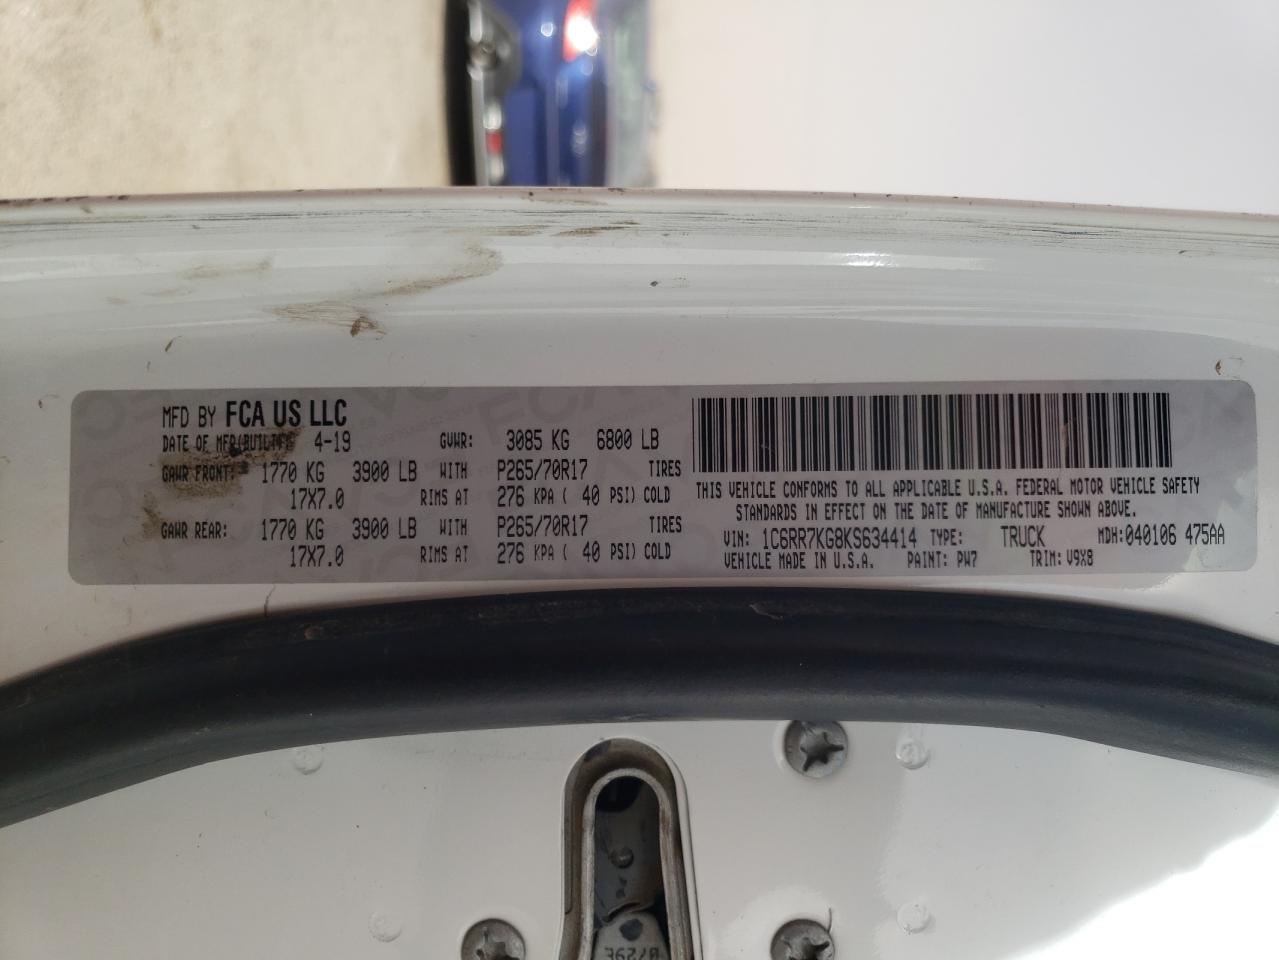 MFD BY FCA US LLC
DATE OF MFR(BUILT): 4-19 GVWR: 3085 KG 6800 LB
GAWR FRONT: 1770 KG 3900 LB WITH P265/70R17 TIRES
17X7.0 RIMS AT 276 KPA ( 40 PSI) COLD
GAWR REAR: 1770 KG 3900 LB WITH P265/70R17 TIRES
17X7.0 RIMS AT 276 KPA ( 40 PSI) COLD
THIS VEHICLE CONFORMS TO ALL APPLICABLE U.S.A. FEDERAL MOTOR VEHICLE SAFETY
STANDARDS IN EFFECT ON THE DATE OF MANUFACTURE SHOWN ABOVE.
VIN: 1C6RR7KG8KS634414 TYPE: TRUCK MDH: 040106 475AA
VEHICLE MADE IN U.S.A. PAINT: PW7 TRIM: V9X8